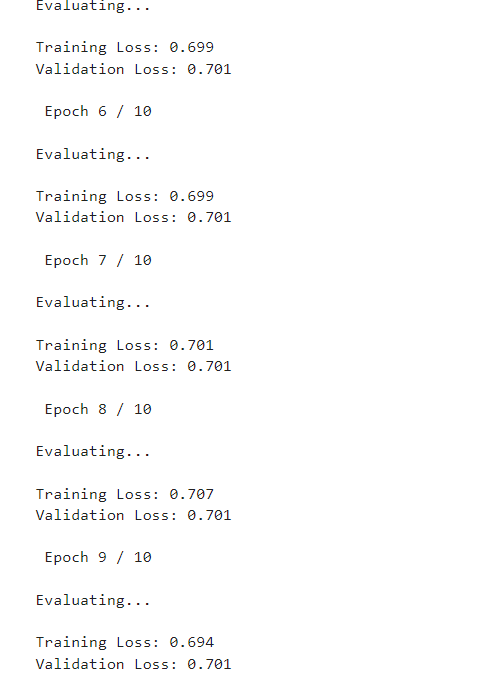 Evaluating...
Training Loss: 0.699
Validation Loss: 0.701
Epoch 6 / 10
Evaluating...
Training Loss: 0.699
Validation Loss: 0.701
Epoch 7 / 10
Evaluating...
Training Loss: 0.701
Validation Loss: 0.701
Epoch 8 / 10
Evaluating...
Training Loss: 0.707
Validation Loss: 0.701
Epoch 9 / 10
Evaluating...
Training Loss: 0.694
Validation Loss: 0.701